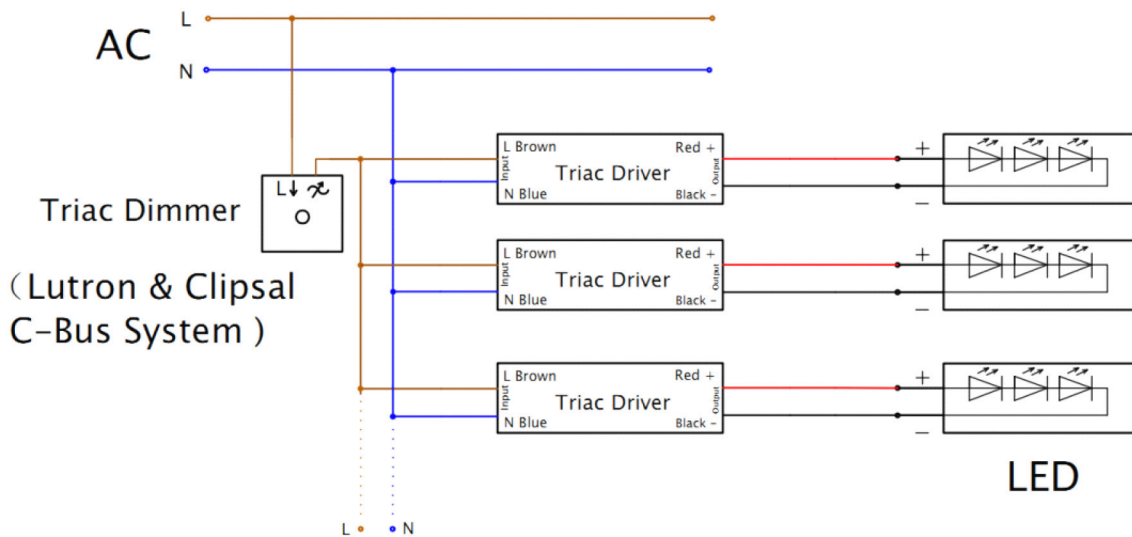 L
AC
N
L
Triac Dimmer
（Lutron & Clipsal
C-Bus System )
L Brown
Input
N Blue
Triac Driver
Red +
Output
Black -
+
-
L Brown
Input
N Blue
Triac Driver
Red +
Output
Black -
+
-
L Brown
Input
N Blue
Triac Driver
Red +
Output
Black -
+
-
LED
L
N